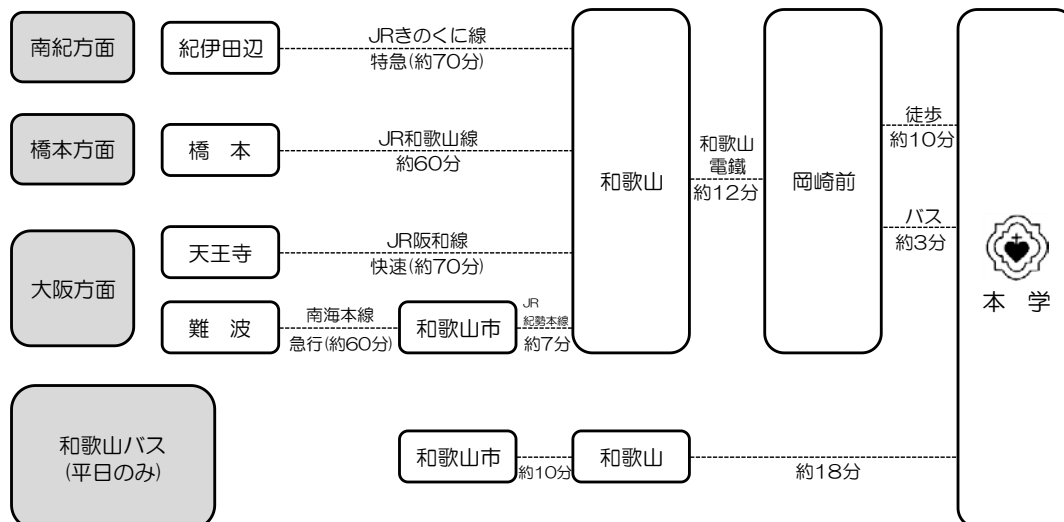 南紀方面
紀伊田辺
JRきのくに線
特急(約70分)
橋本方面
橋 本
JR和歌山線
約60分
大阪方面
天王寺
JR阪和線
快速(約70分)
難 波
南海本線
急行(約60分)
和歌山市
JR
紀勢本線
約7分
和歌山
和歌山
電鐵
約12分
岡崎前
徒歩
約10分
バス
約3分
本 学
和歌山バス
(平日のみ)
和歌山市
約10分
和歌山
約18分